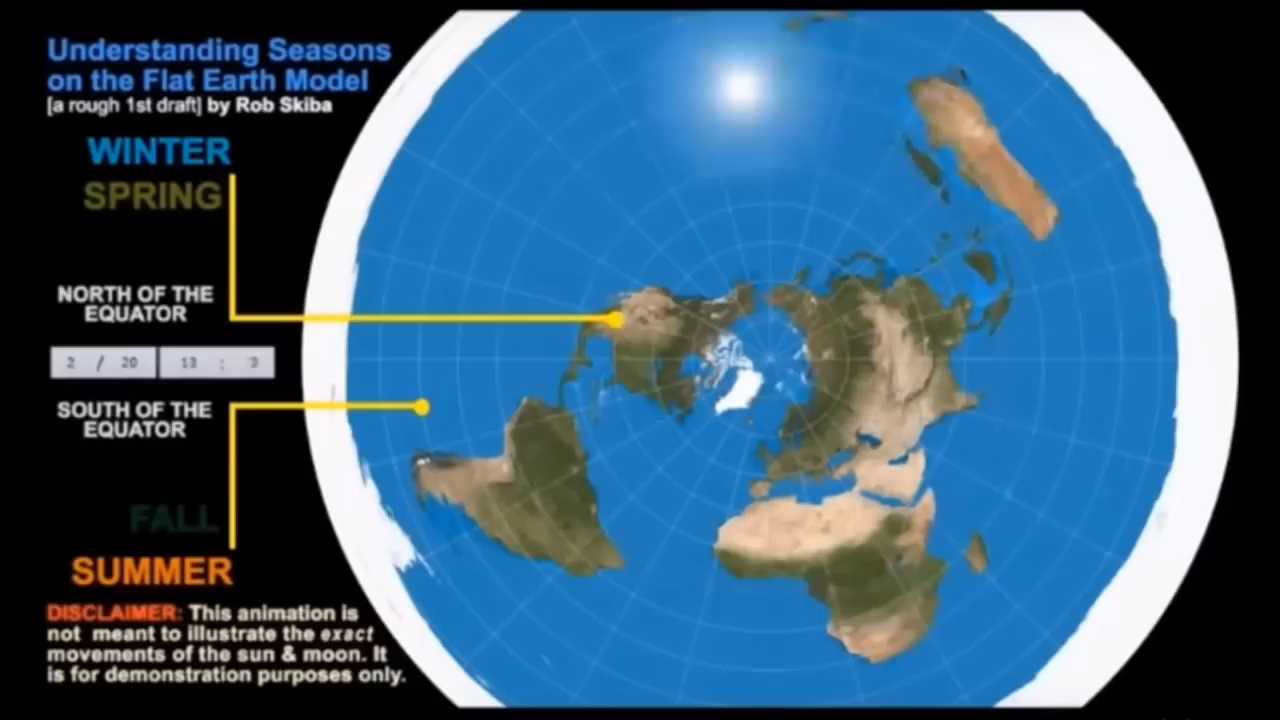 Understanding Seasons
on the Flat Earth Model
[a rough 1st draft] by Rob Skiba
WINTER
SPRING
NORTH OF THE
EQUATOR
2 / 20 13 :
SOUTH OF THE
EQUATOR
FALL
SUMMER
DISCLAIMER: This animation is
not meant to illustrate the exact
movements of the sun & moon. It
is for demonstration purposes only.